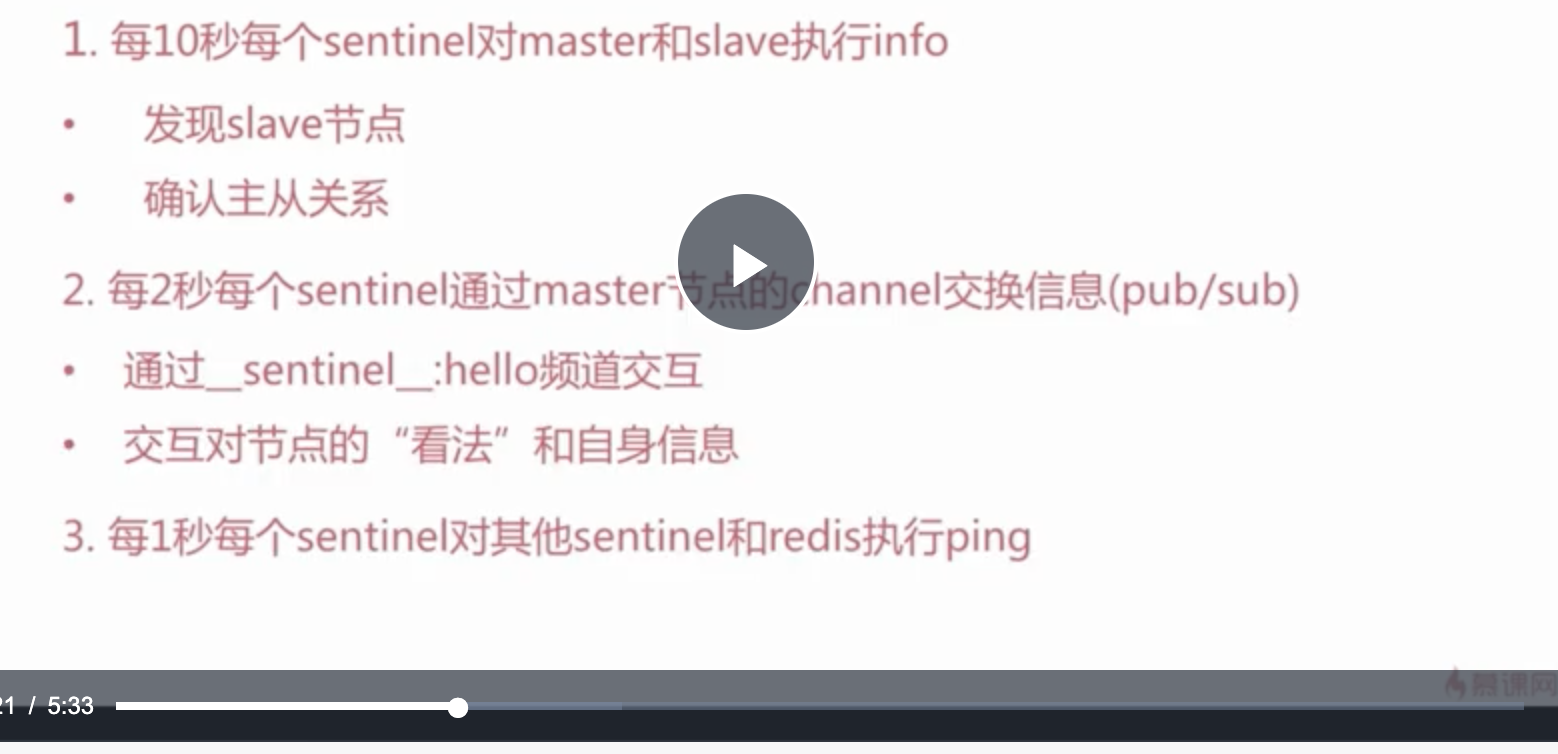 1. 每10秒每个sentinel对master和slave执行info
• 发现slave节点
• 确认主从关系
2. 每2秒每个sentinel通过master节点的channel交换信息(pub/sub)
• 通过__sentinel__:hello频道交互
• 交互对节点的“看法”和自身信息
3. 每1秒每个sentinel对其他sentinel和redis执行ping
慕课网
21 / 5:33